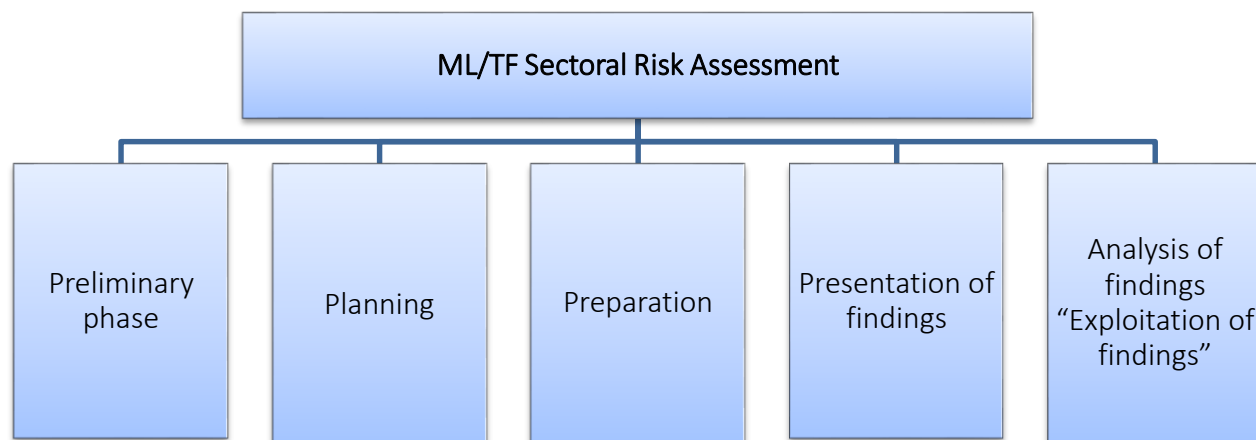 ML/TF Sectoral Risk Assessment
Preliminary
phase
Planning
Preparation
Presentation of
findings
Analysis of
findings
“Exploitation of
findings”